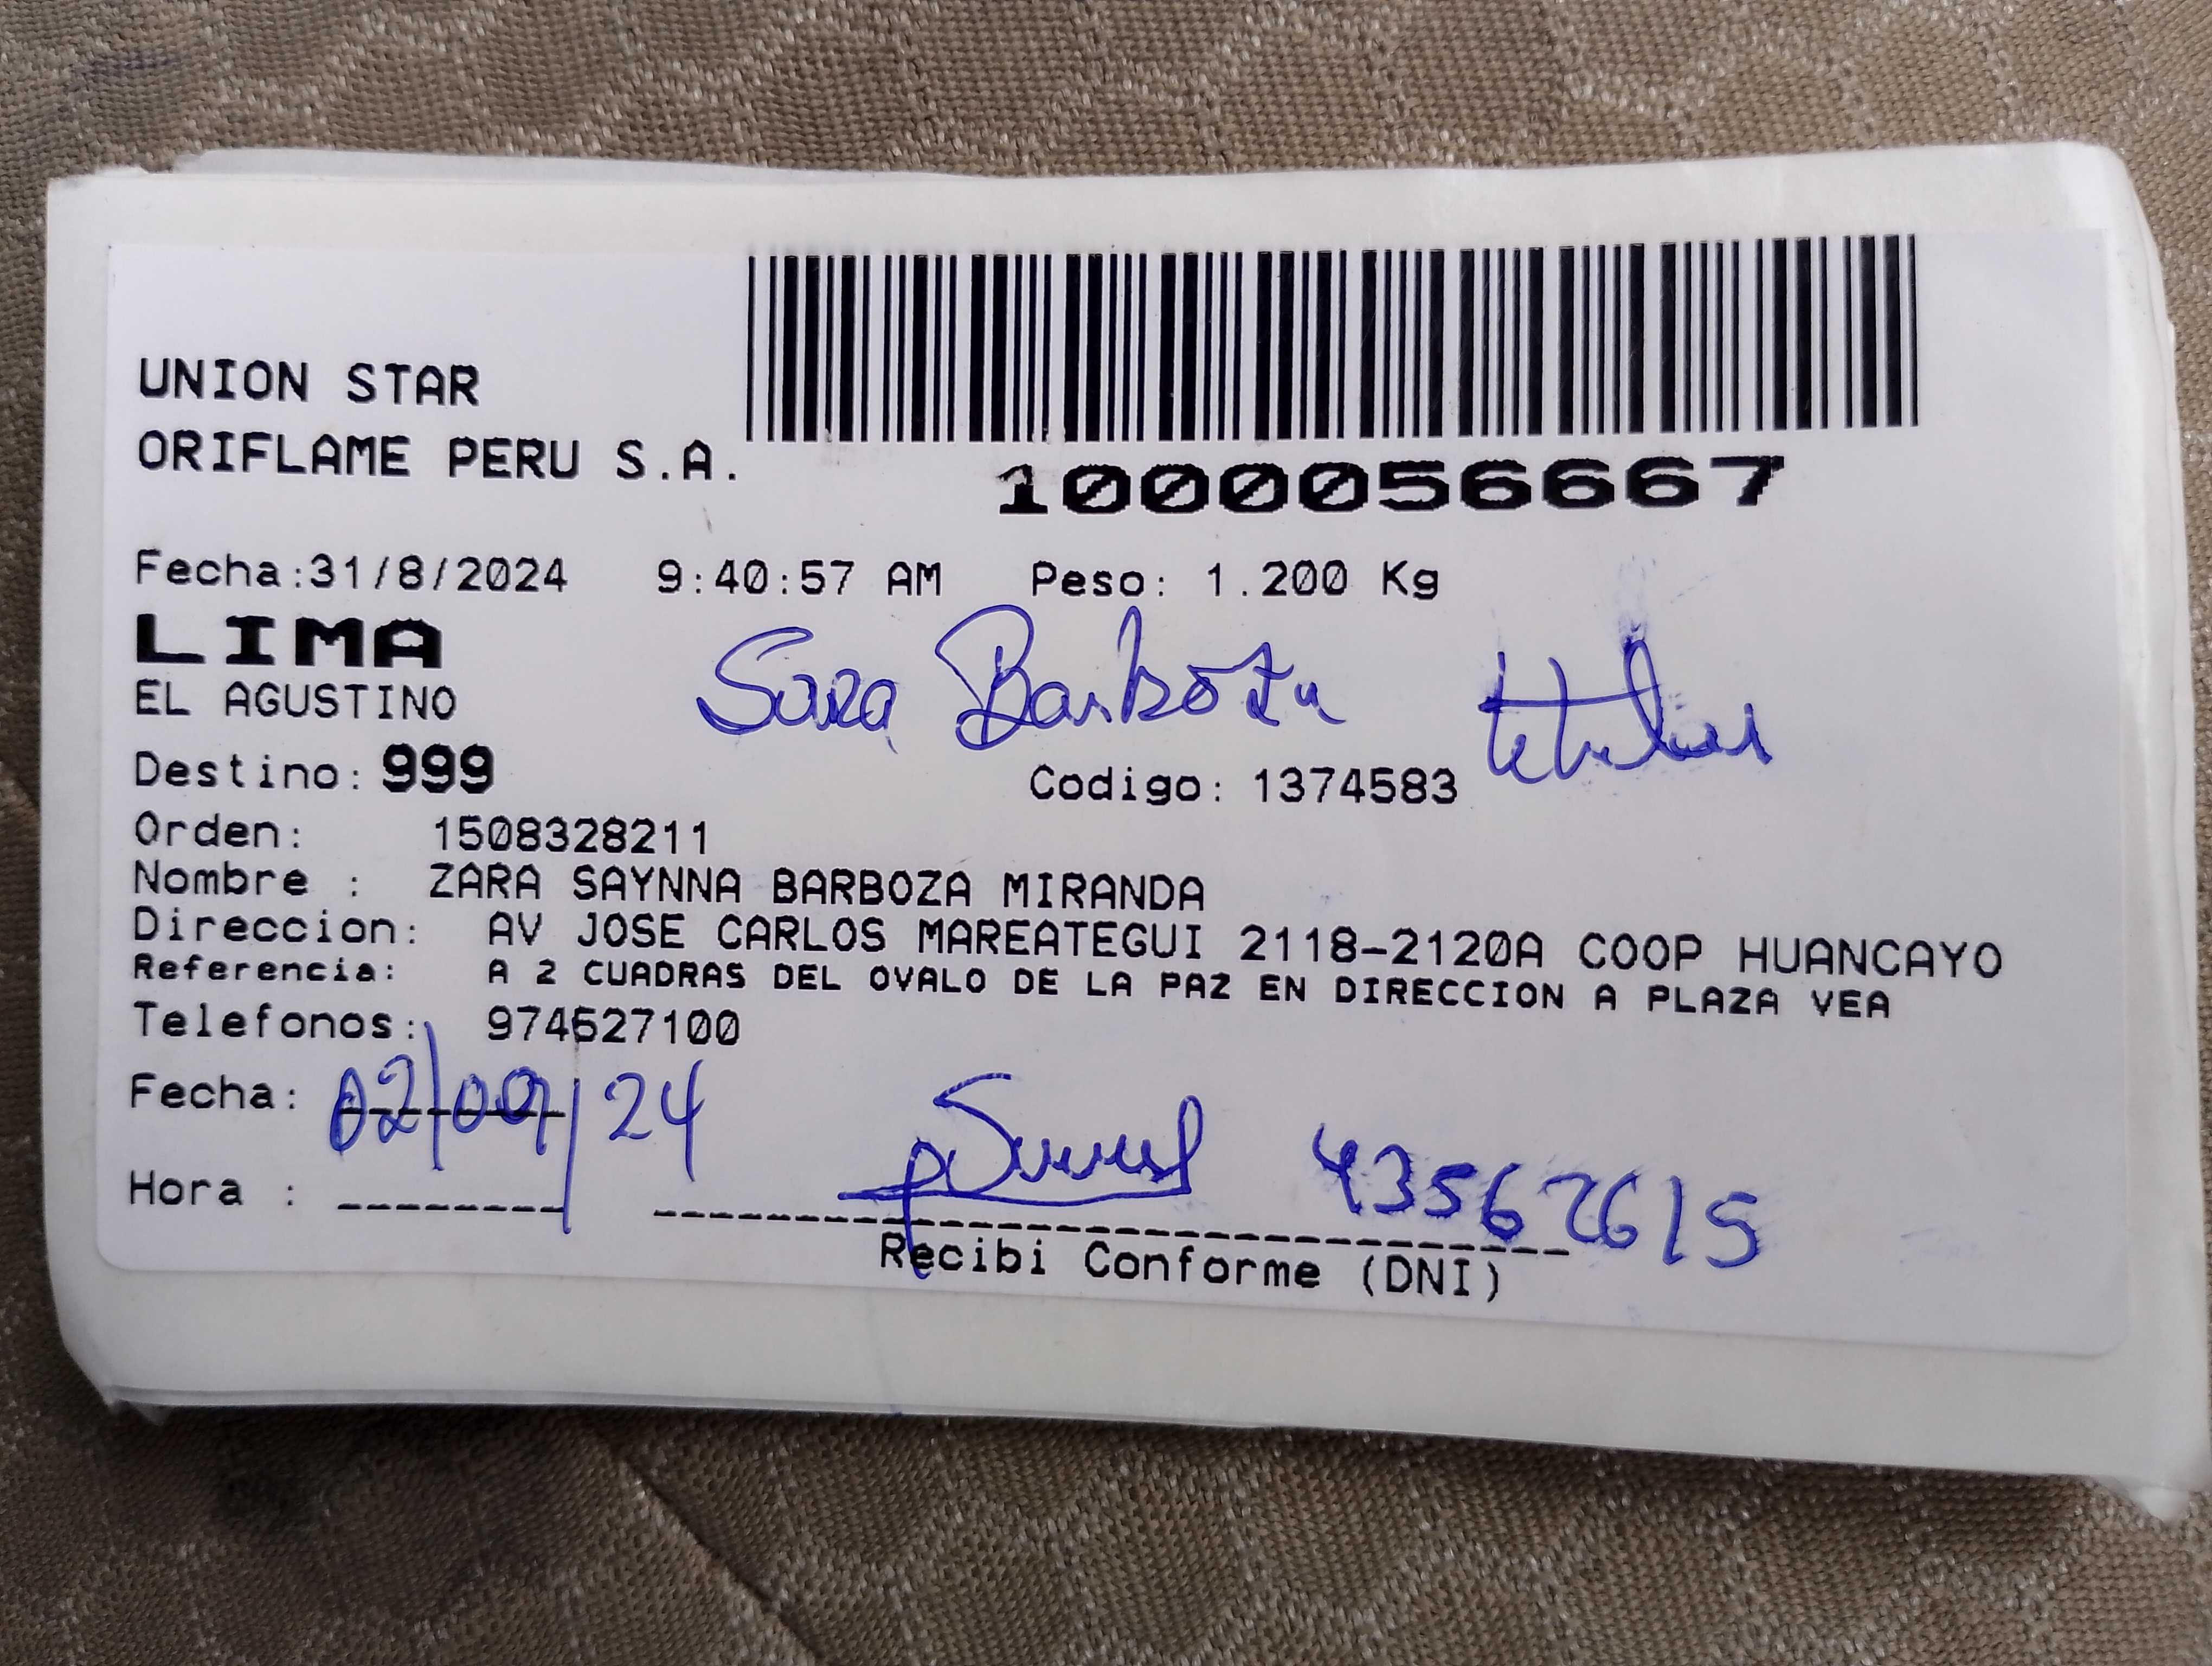 UNION STAR
ORIFLAME PERU S.A.
1000056667
Fecha:31/8/2024 9:40:57 AM Peso: 1.200 Kg
LIMA
EL AGUSTINO
Sara Barboza
Destino: 999
Codigo: 1374583
Orden: 1508328211
Nombre : ZARA SAYNNA BARBOZA MIRANDA
Direccion: AV JOSE CARLOS MAREATEGUI 2118-2120A COOP HUANCAYO
Referencia: A 2 CUADRAS DEL OVALO DE LA PAZ EN DIRECCION A PLAZA VEA
Telefonos: 974627100
Fecha: 02/09/24
43562615
Hora :
Recibi Conforme (DNI)